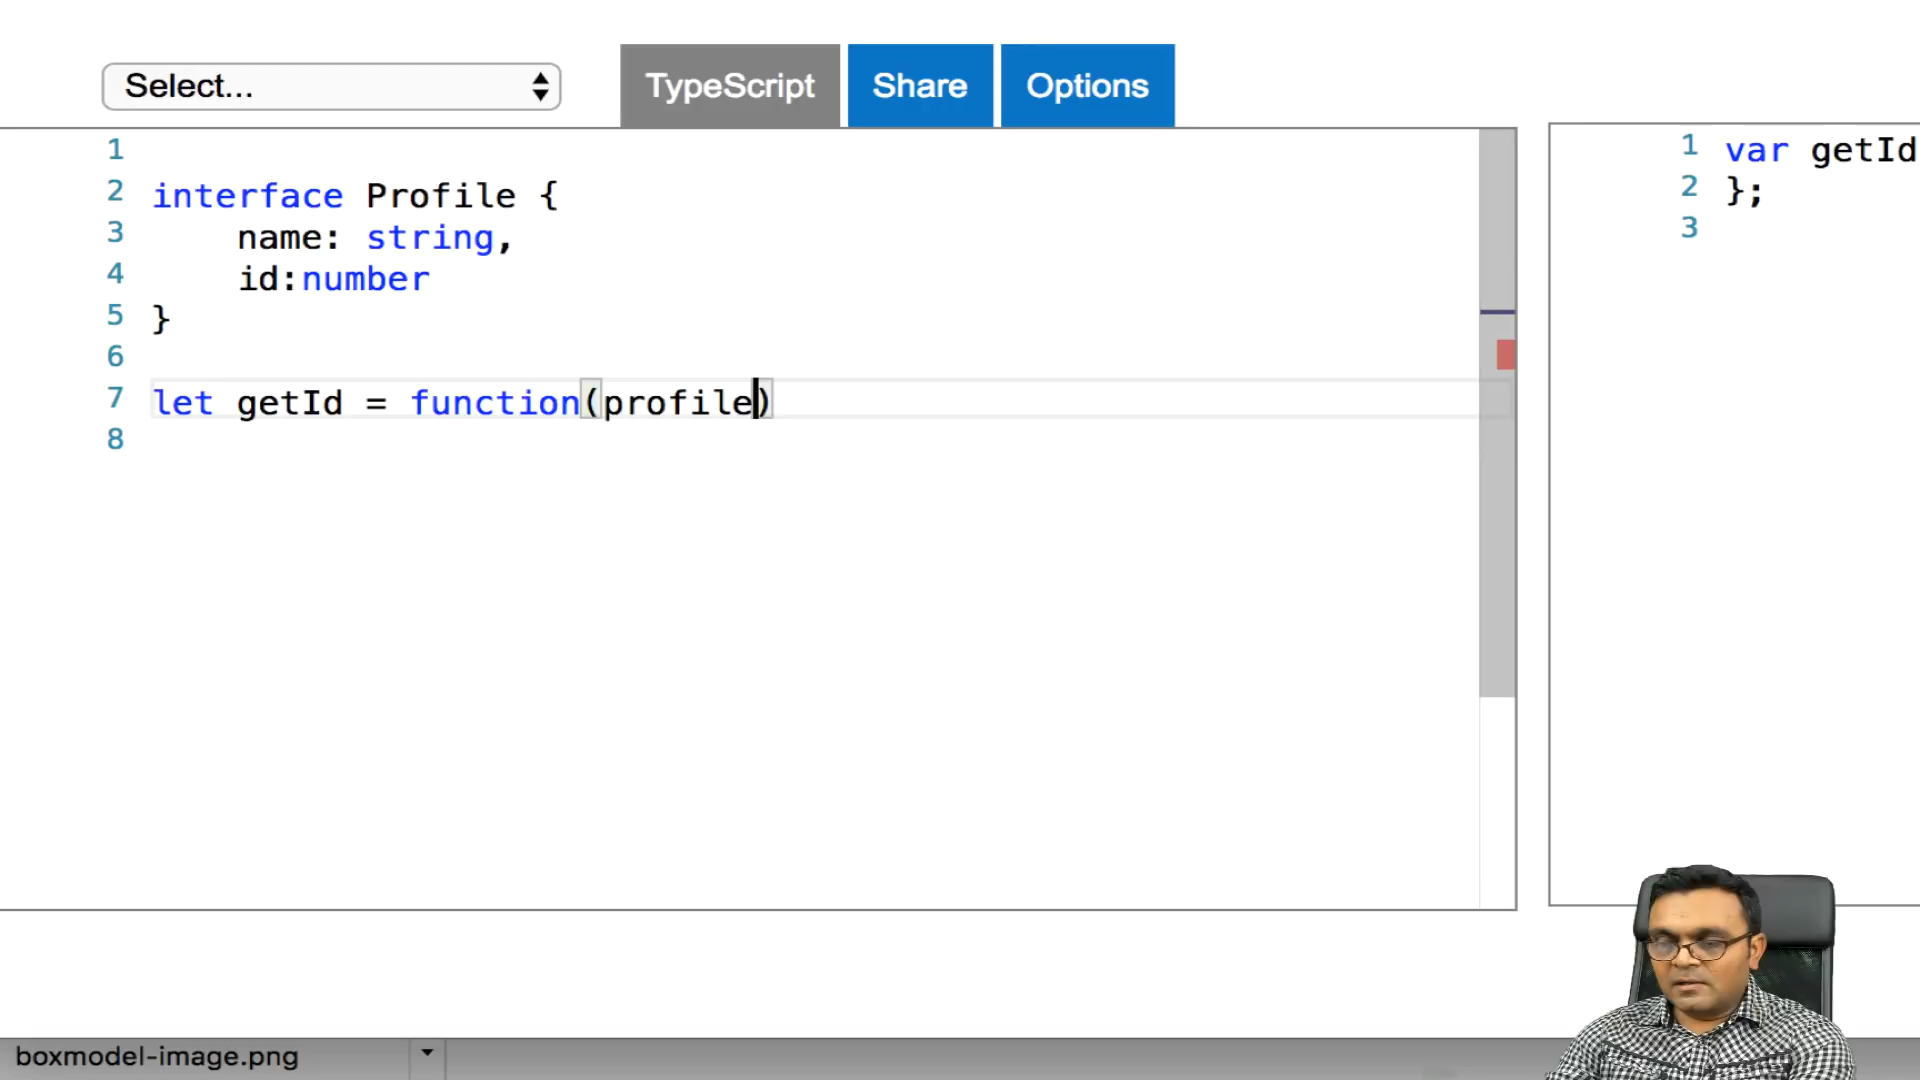 Select... TypeScript Share Options
1
2 interface Profile {
3 name: string,
4 id:number
5 }
6
7 let getId = function(profile)
8
1 var getId
2 };
3
boxmodel-image.png